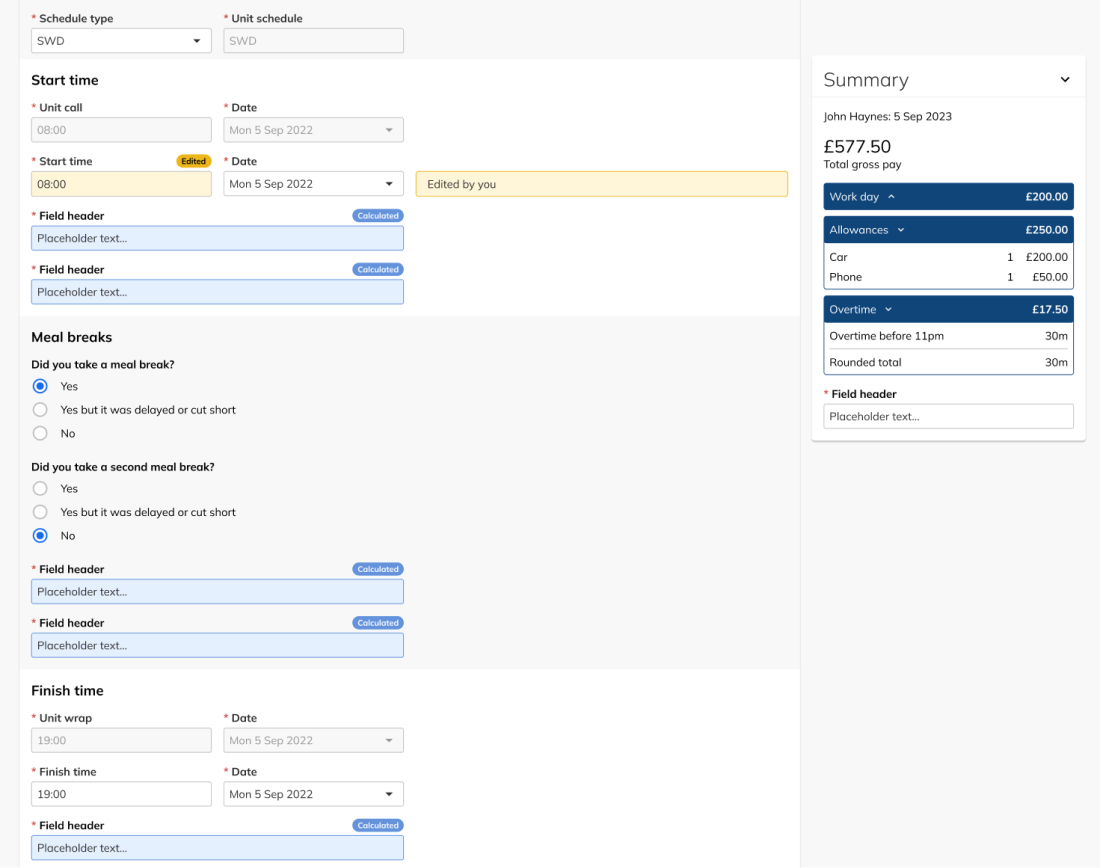 * Schedule type * Unit schedule
SWD SWD
Start time
* Unit call * Date
08:00 Mon 5 Sep 2022
* Start time Edited * Date
08:00 Mon 5 Sep 2022 Edited by you
* Field header Calculated
Placeholder text...
* Field header Calculated
Placeholder text...
Meal breaks
Did you take a meal break?
Yes
Yes but it was delayed or cut short
No
Did you take a second meal break?
Yes
Yes but it was delayed or cut short
No
* Field header Calculated
Placeholder text...
* Field header Calculated
Placeholder text...
Finish time
* Unit wrap * Date
19:00 Mon 5 Sep 2022
* Finish time * Date
19:00 Mon 5 Sep 2022
* Field header Calculated
Placeholder text...
Summary
John Haynes: 5 Sep 2023
£577.50
Total gross pay
Work day £200.00
Allowances £250.00
Car 1 £200.00
Phone 1 £50.00
Overtime £17.50
Overtime before 11pm 30m
Rounded total 30m
* Field header
Placeholder text...